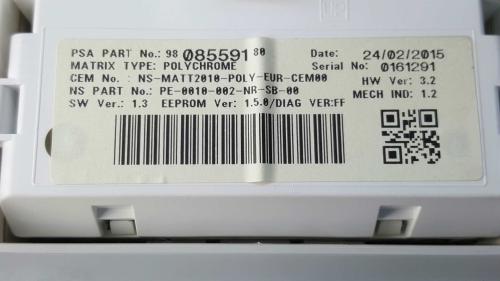 PSA PART No.: 98 085591 80 Date: 24/02/2015
MATRIX TYPE: POLYCHROME Serial No: 0161291
CEM No. : NS-MATT2010-POLY-EUR-CEM00 HW Ver: 3.2
NS PART No.: PE-0010-002-NR-SB-00 MECH IND: 1.2
SW Ver.: 1.3 EEPROM Ver: 1.5.0/DIAG VER:FF